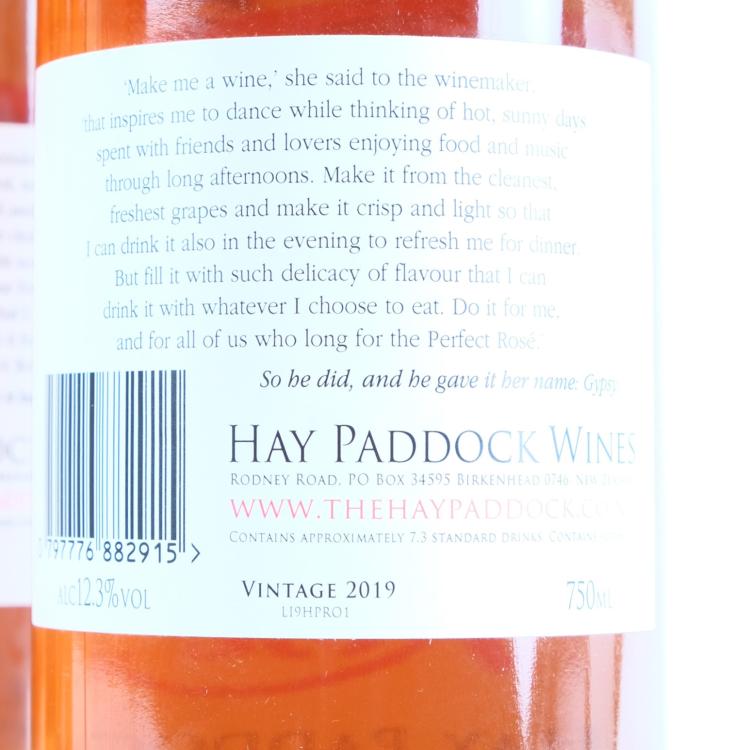 'Make me a wine,' she said to the winemaker,
'that inspires me to dance while thinking of hot, sunny days
spent with friends and lovers enjoying food and music
through long afternoons. Make it from the cleanest,
freshest grapes and make it crisp and light so that
I can drink it also in the evening to refresh me for dinner.
But fill it with such delicacy of flavour that I can
drink it with whatever I choose to eat. Do it for me,
and for all of us who long for the Perfect Rosé.'
So he did, and he gave it her name: Gypsy
HAY PADDOCK WINES
RODNEY ROAD, PO BOX 34595 BIRKENHEAD 0746 NEW
WWW.THEHAYPADDOCK.CO
CONTAINS APPROXIMATELY 7.3 STANDARD DRINKS. CONTAINS
797776 882915 >
ALC12.3%VOL
VINTAGE 2019
L19HPRO1
750ML